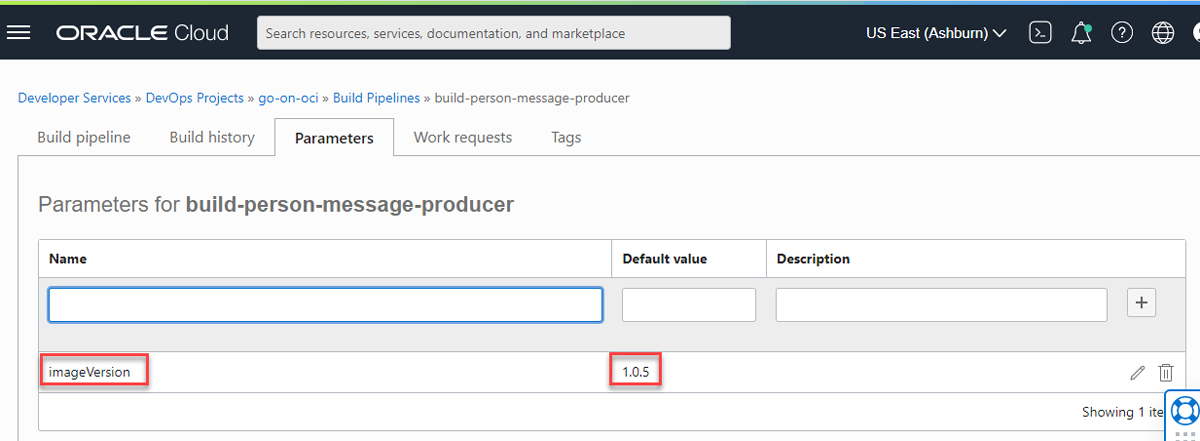 ORACLE Cloud Search resources, services, documentation, and marketplace US East (Ashburn)
Developer Services » DevOps Projects » go-on-oci » Build Pipelines » build-person-message-producer
Build pipeline Build history Parameters Work requests Tags
Parameters for build-person-message-producer
Name Default value Description
+
imageVersion 1.0.5
Showing 1 ite